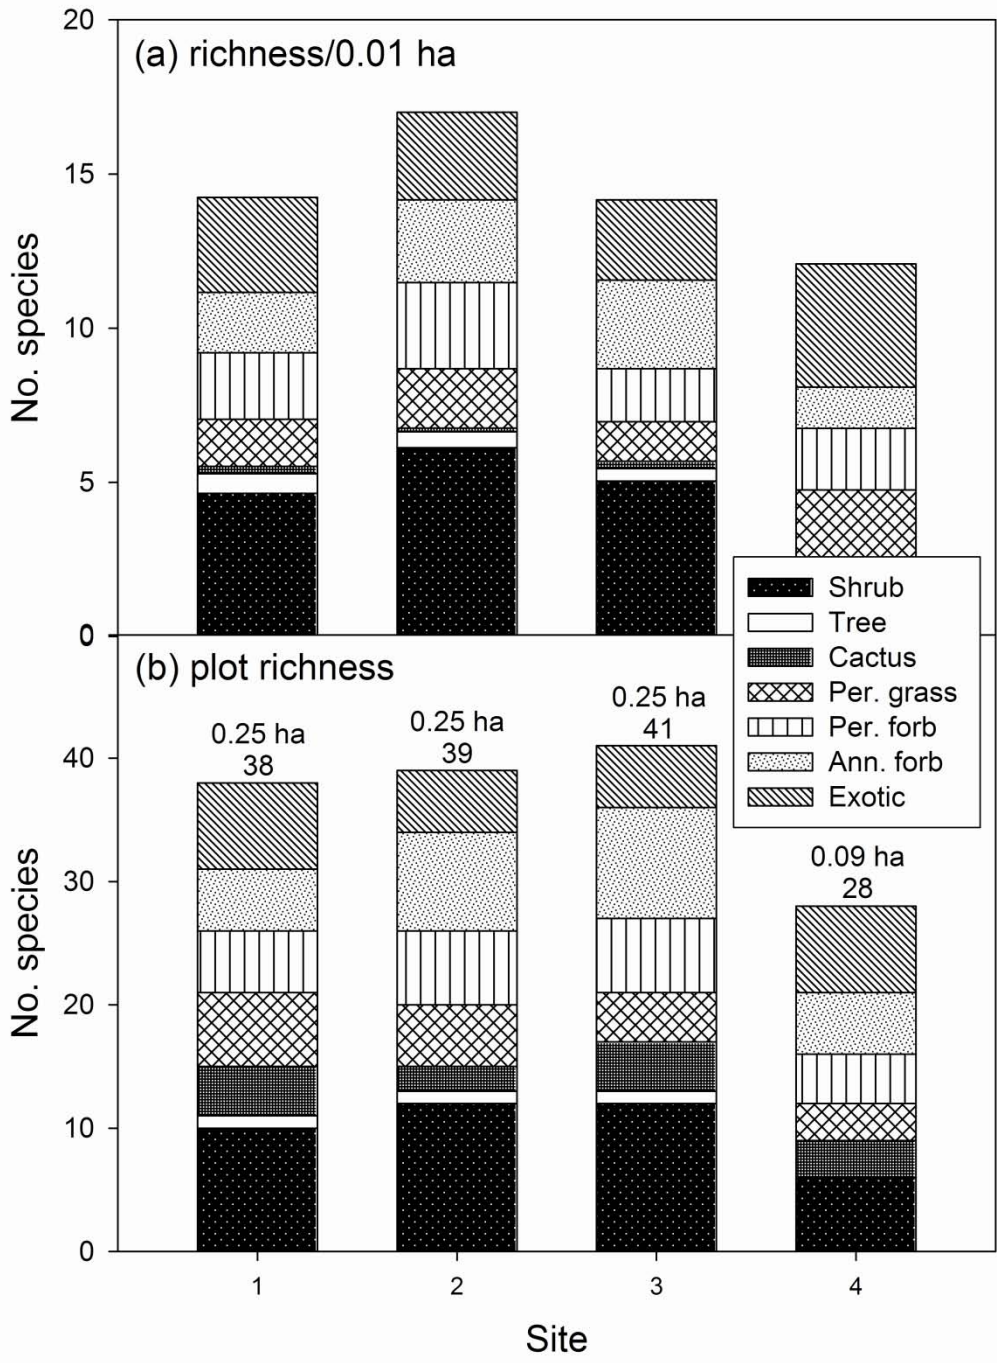 20
(a) richness/0.01 ha
15
10
5
0
No. species
0
(b) plot richness
Shrub
Tree
Cactus
Per. grass
Per. forb
Ann. forb
Exotic
0.25 ha
38
0.25 ha
39
0.25 ha
41
0.09 ha
28
40
30
20
10
0
No. species
1 2 3 4
Site